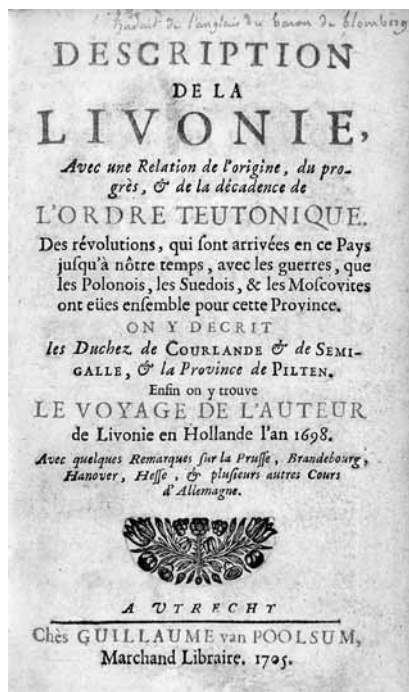 traduit de l'anglais du baron de blomberg
DESCRIPTION
DE LA
LIVONIE,
Avec une Relation de l'origine, du pro-
grès, & de la décadence de
L'ORDRE TEUTONIQUE.
Des révolutions, qui ſont arrivées en ce Pays
juſqu'à nôtre temps, avec les guerres, que
les Polonois, les Suedois, & les Moſcovites
ont eües enſemble pour cette Province.
ON Y DECRIT
les Duchez de COURLANDE & de SEMI-
GALLE, & la Province de PILTEN.
Enfin on y trouve
LE VOYAGE DE L'AUTEUR
de Livonie en Hollande l'an 1698.
Avec quelques Remarques ſur la Pruſſe, Brandebourg,
Hanover, Heſſe, & pluſieurs autres Cours
d'Allemagne.
A UTRECHT
Chès GUILLAUME van POOLSUM,
Marchand Libraire. 1705.